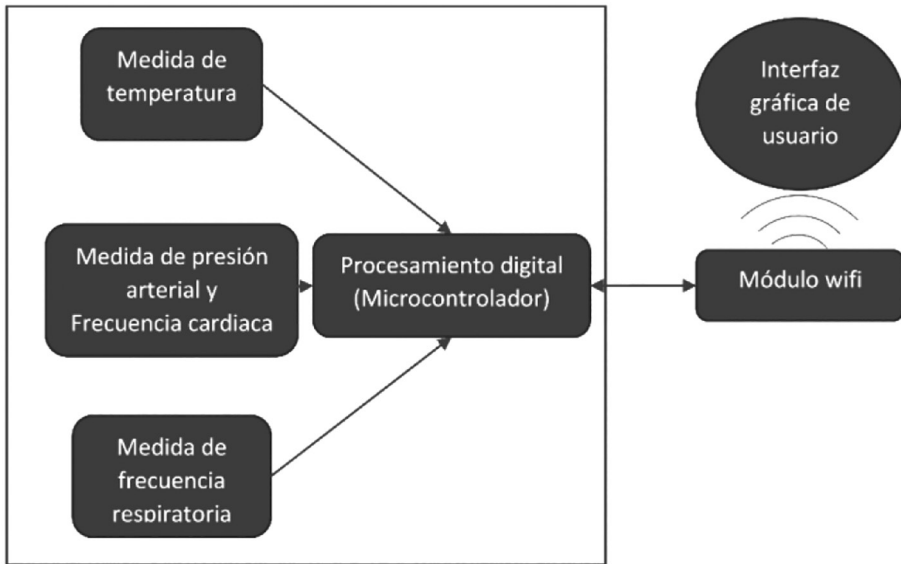 Medida de
temperatura
Medida de presión
arterial y
Frecuencia cardiaca
Medida de
frecuencia
respiratoria
Procesamiento digital
(Microcontrolador)
Interfaz
gráfica de
usuario
Módulo wifi